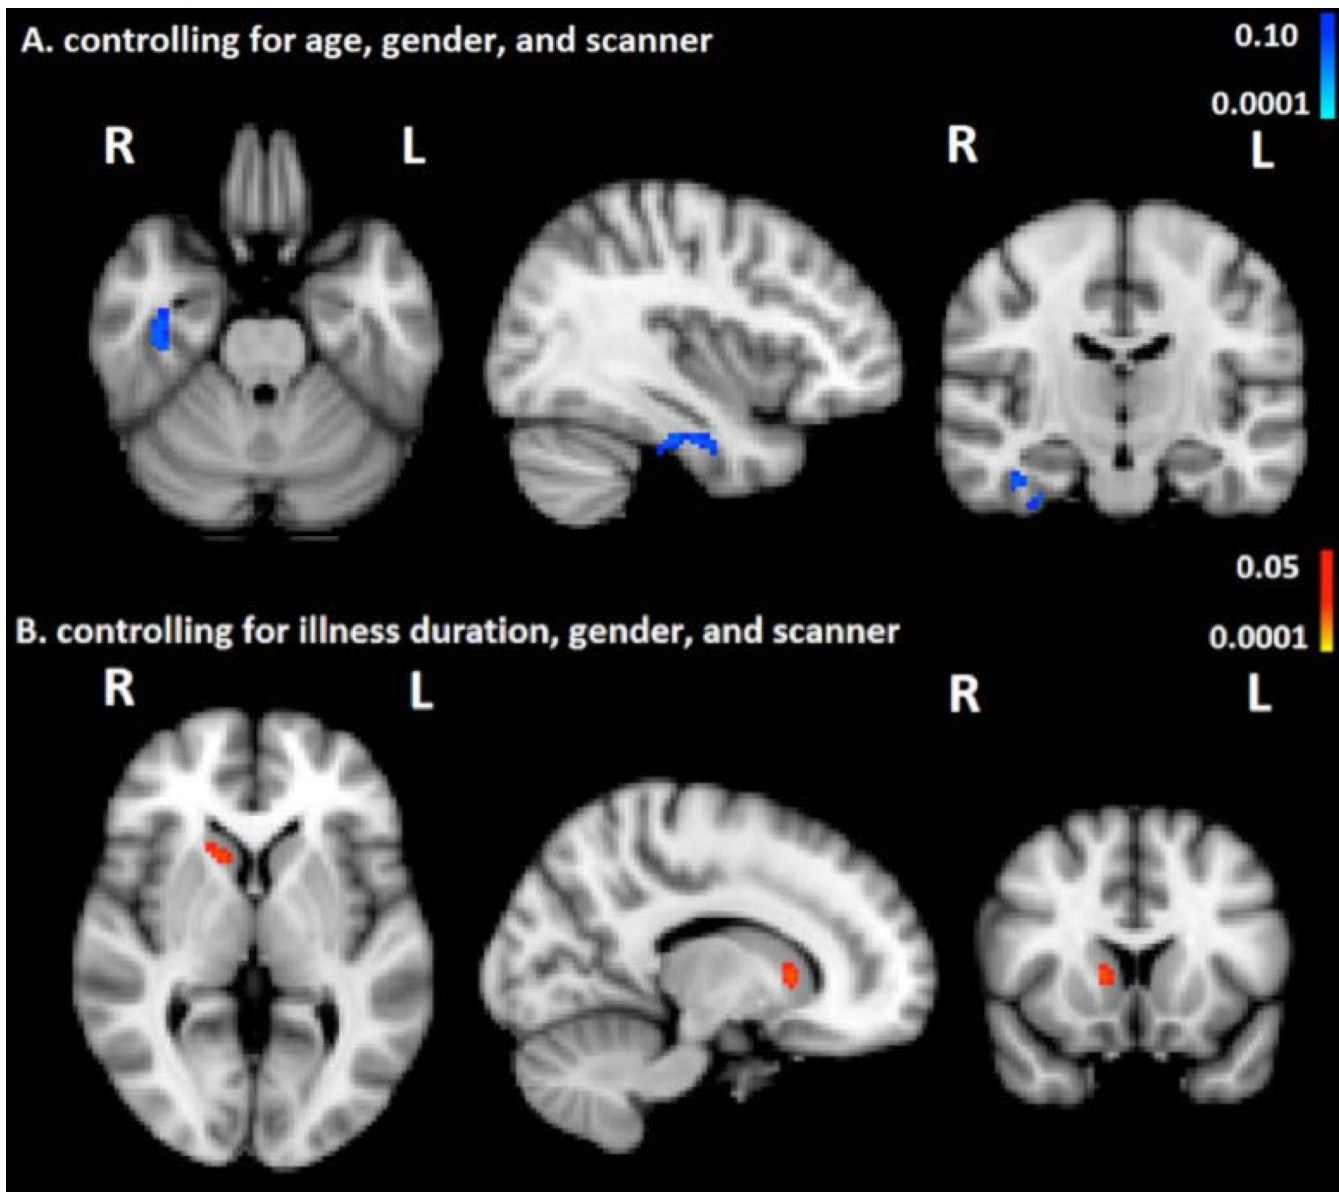 A. controlling for age, gender, and scanner
0.10
0.0001
R
L
R
L
0.05
B. controlling for illness duration, gender, and scanner
0.0001
R
L
R
L